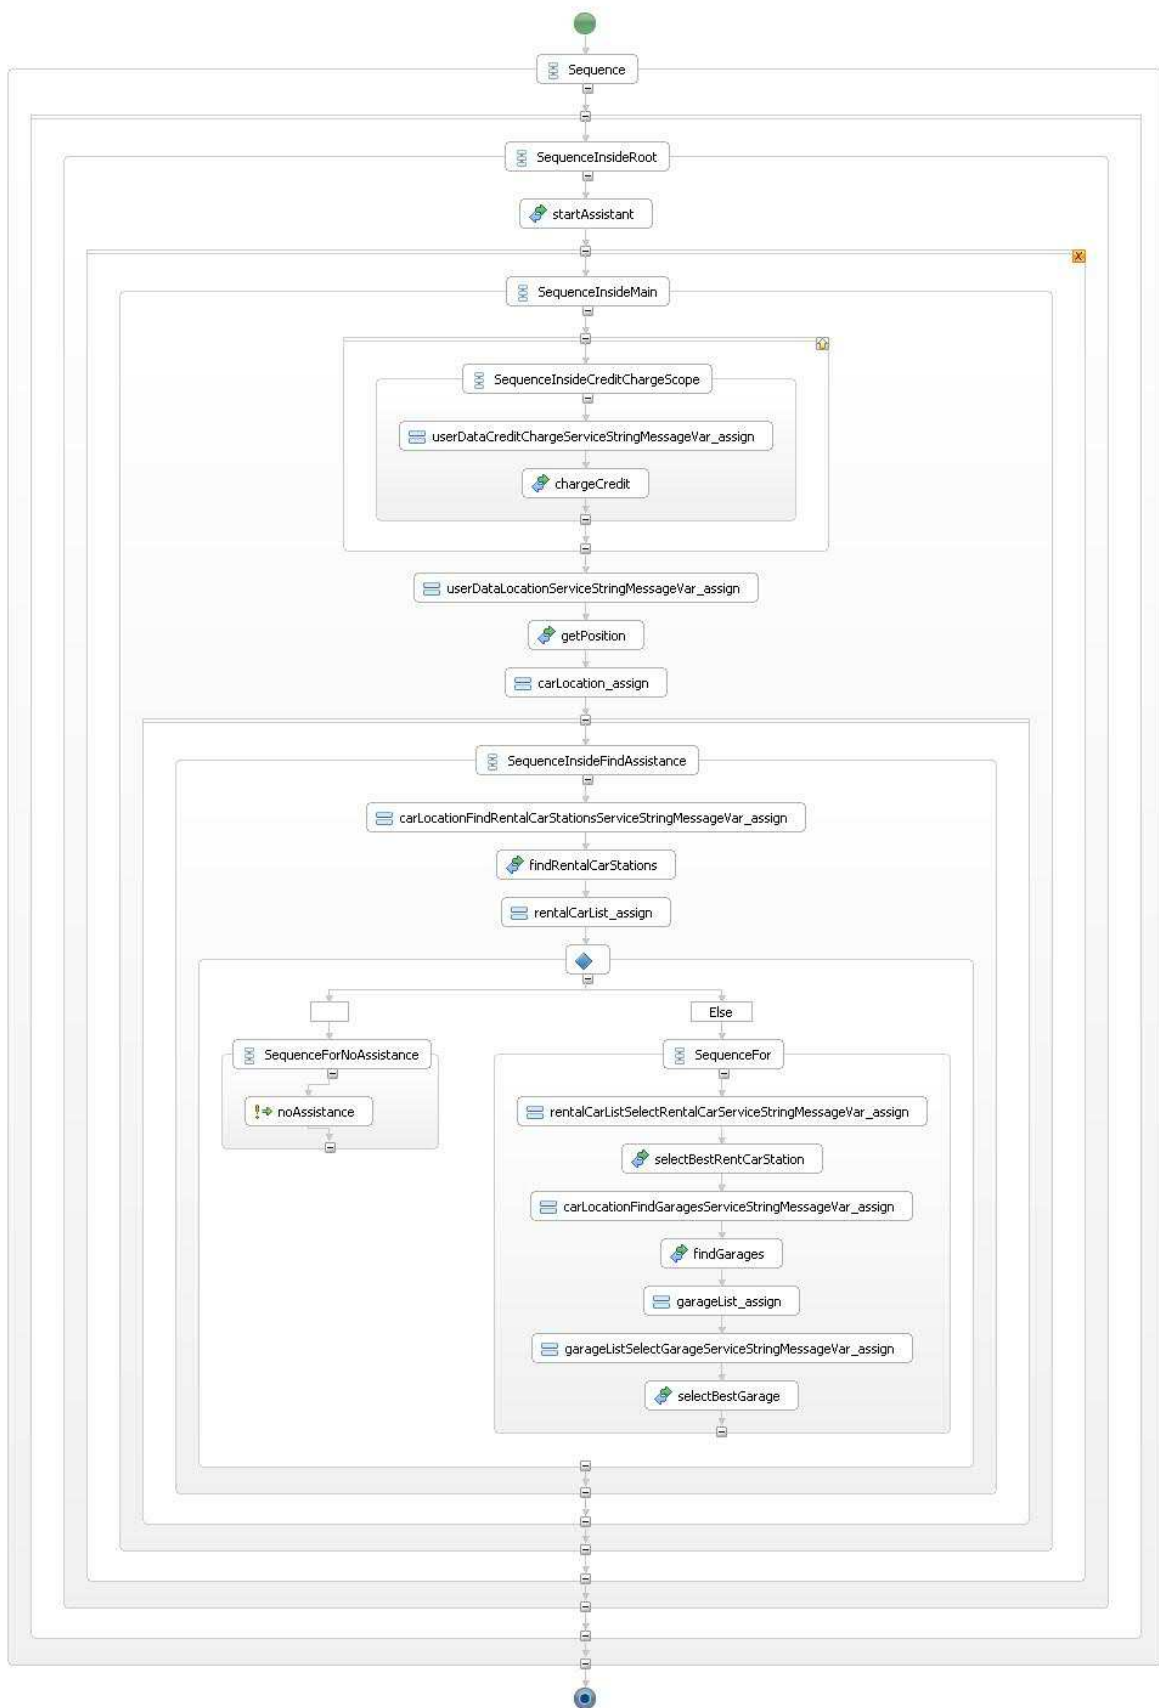 Sequence
SequenceInsideRoot
startAssistant
SequenceInsideMain
SequenceInsideCreditChargeScope
userDataCreditChargeServiceStringMessageVar_assign
chargeCredit
userDataLocationServiceStringMessageVar_assign
getPosition
carLocation_assign
SequenceInsideFindAssistance
carLocationFindRentalCarStationsServiceStringMessageVar_assign
findRentalCarStations
rentalCarList_assign
Else
SequenceForNoAssistance
SequenceFor
noAssistance
rentalCarListSelectRentalCarServiceStringMessageVar_assign
selectBestRentCarStation
carLocationFindGaragesServiceStringMessageVar_assign
findGarages
garageList_assign
garageListSelectGarageServiceStringMessageVar_assign
selectBestGarage